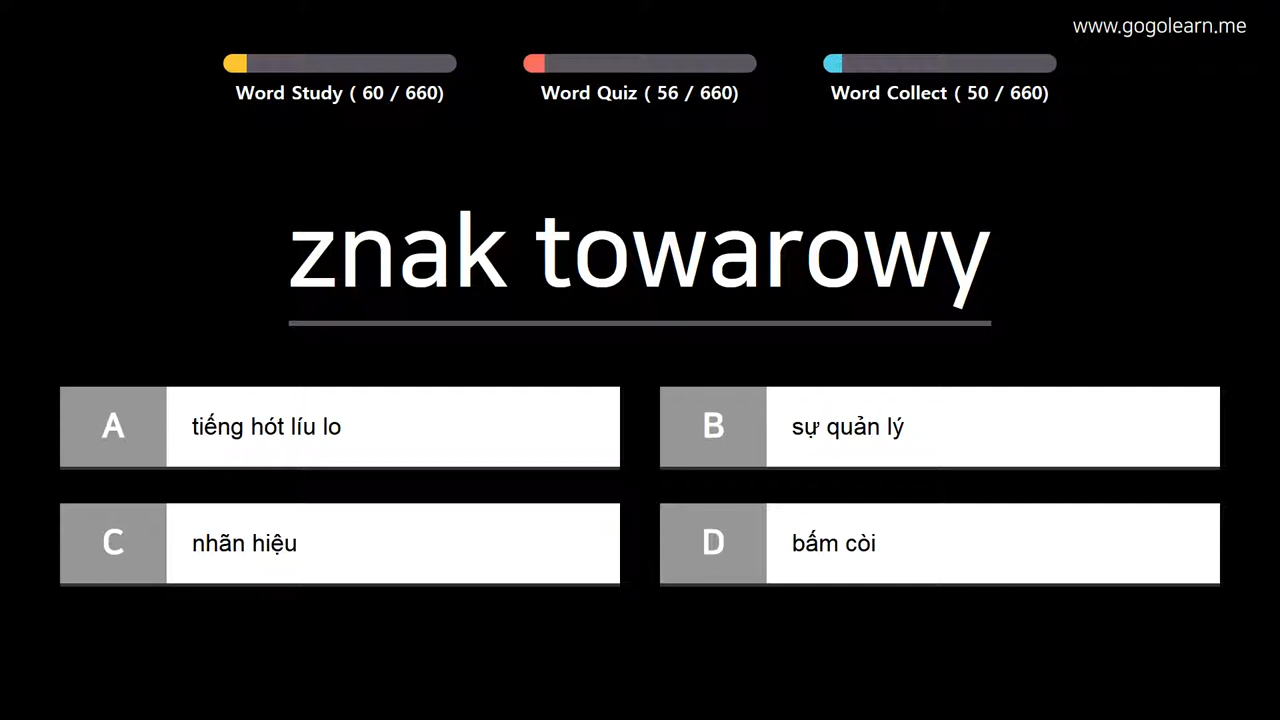 www.gogolearn.me
Word Study ( 60 / 660)
Word Quiz ( 56 / 660)
Word Collect ( 50 / 660)
znak towarowy
A tiếng hót líu lo
B sự quản lý
C nhãn hiệu
D bấm còi